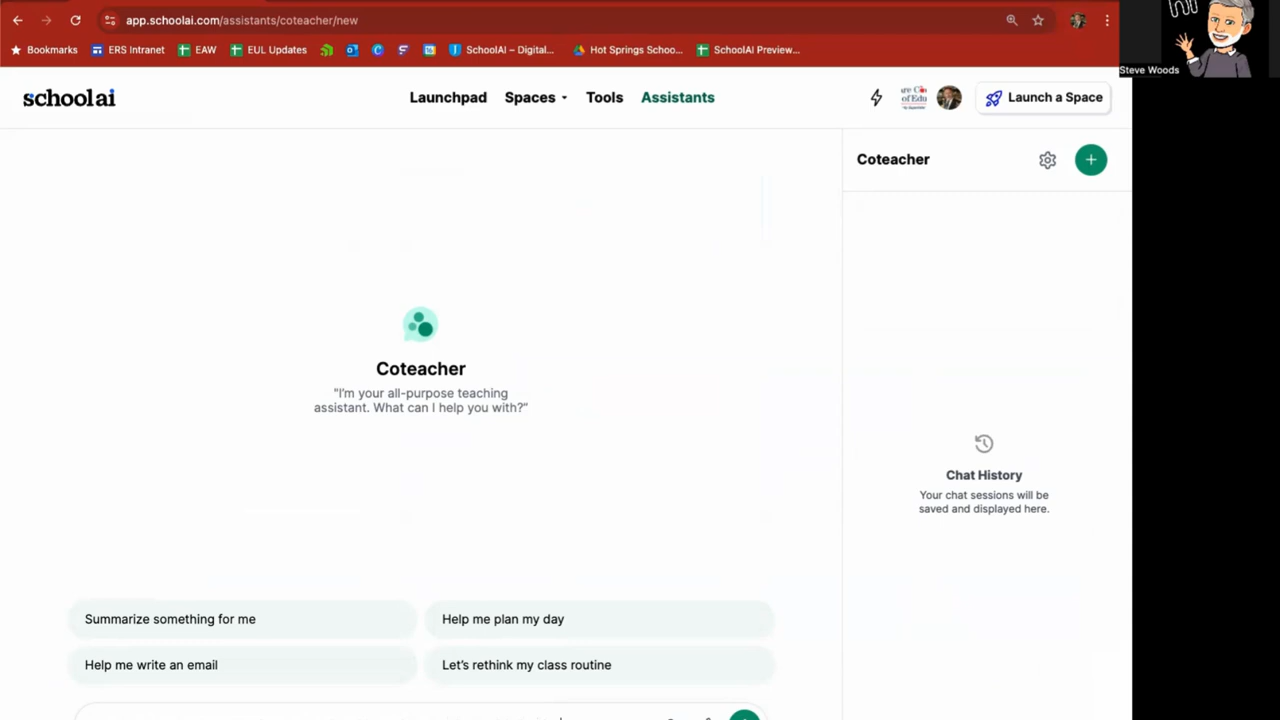 app.schoolai.com/assistants/coteacher/new
Bookmarks
ERS Intranet
EAW
EUL Updates
SchoolAI – Digital...
Hot Springs Schoo...
SchoolAI Preview...
Steve Woods
schoolai
Launchpad
Spaces
Tools
Assistants
Launch a Space
Coteacher
Coteacher
"I'm your all-purpose teaching
assistant. What can I help you with?"
Chat History
Your chat sessions will be
saved and displayed here.
Summarize something for me
Help me plan my day
Help me write an email
Let's rethink my class routine